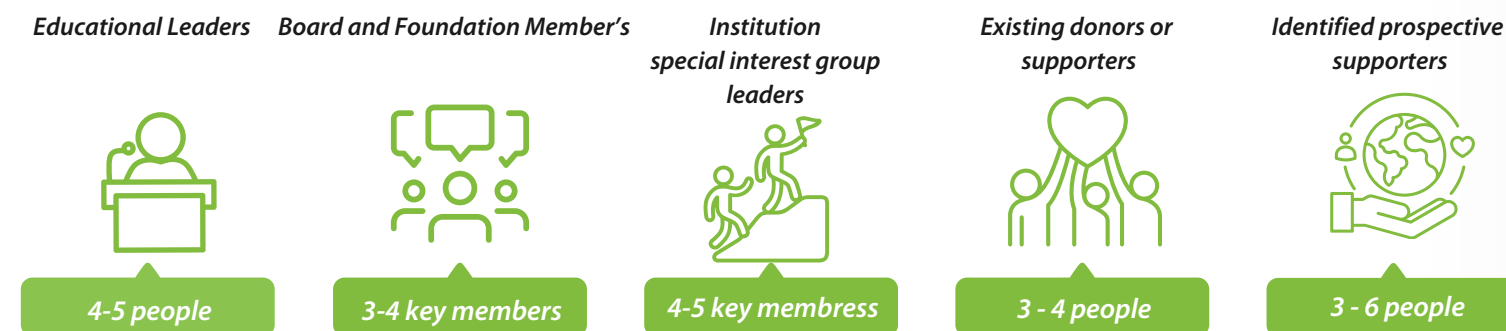 Educational Leaders
Board and Foundation Member's
Institution
special interest group
leaders
Existing donors or
supporters
Identified prospective
supporters
4-5 people
3-4 key members
4-5 key membress
3 - 4 people
3 - 6 people